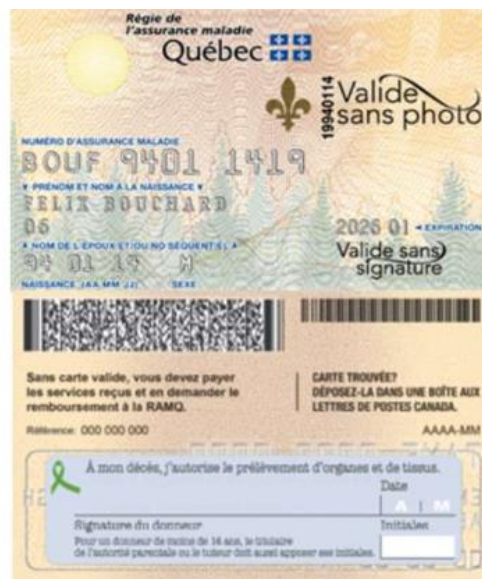 Régie de
l'assurance maladie
Québec
Valide
sans photo
19940114
NUMÉRO D'ASSURANCE MALADIE
BOUF 9401 1419
▼ PRÉNOM ET NOM À LA NAISSANCE ▼
FELIX BOUCHARD
06
2026 01 ◄ EXPIRATION
▲ NOM DE L'ÉPOUX ET/OU NO SÉQUENTIEL ▲
Valide sans
signature
94 01 14 M
NAISSANCE (AA MM JJ) SEXE
Sans carte valide, vous devez payer
les services reçus et en demander le
remboursement à la RAMQ.
CARTE TROUVÉE?
DÉPOSEZ-LA DANS UNE BOÎTE AUX
LETTRES DE POSTES CANADA.
Référence: 000 000 000
AAAA-MM
À mon décès, j'autorise le prélèvement d'organes et de tissus.
Date
A M
Signature du donneur
Initiales
Pour un donneur de moins de 14 ans, le titulaire
de l'autorité parentale ou le tuteur doit aussi apposer ses initiales.